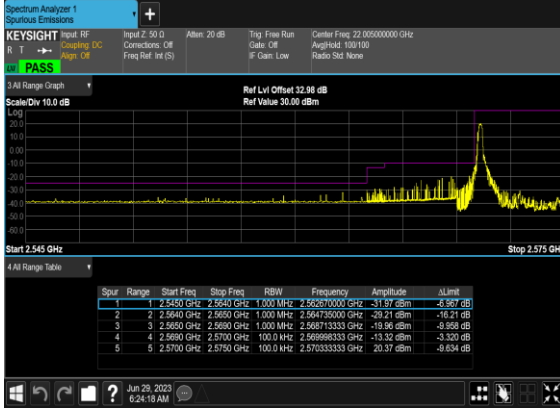 Spectrum Analyzer 1
Spurious Emissions
KEYSIGHT
R T
LXI PASS
Input: RF
Coupling: DC
Align: Off
Input Z: 50 Ω
Corrections: Off
Freq Ref: Int (S)
Atten: 20 dB
Trig: Free Run
Gate: Off
IF Gain: Low
Center Freq: 22.005000000 GHz
Avg|Hold: 100/100
Radio Std: None
3 All Range Graph
Scale/Div 10.0 dB
Ref Lvl Offset 32.98 dB
Ref Value 30.00 dBm
Log
20.0
10.0
0.00
-10.0
-20.0
-30.0
-40.0
-50.0
-60.0
Start 2.545 GHz
Stop 2.575 GH
4 All Range Table
Spur Range Start Freq Stop Freq RBW Frequency Amplitude ΔLimit
1 1 2.5450 GHz 2.5640 GHz 1.000 MHz 2.562670000 GHz -31.97 dBm -6.967 dB
2 2 2.5640 GHz 2.5650 GHz 1.000 MHz 2.564735000 GHz -29.21 dBm -16.21 dB
3 3 2.5650 GHz 2.5690 GHz 1.000 MHz 2.568713333 GHz -19.96 dBm -9.958 dB
4 4 2.5690 GHz 2.5700 GHz 100.0 kHz 2.569998333 GHz -13.32 dBm -3.320 dB
5 5 2.5700 GHz 2.5750 GHz 100.0 kHz 2.570333333 GHz 20.37 dBm -9.634 dB
?
Jun 29, 2023
6:24:18 AM